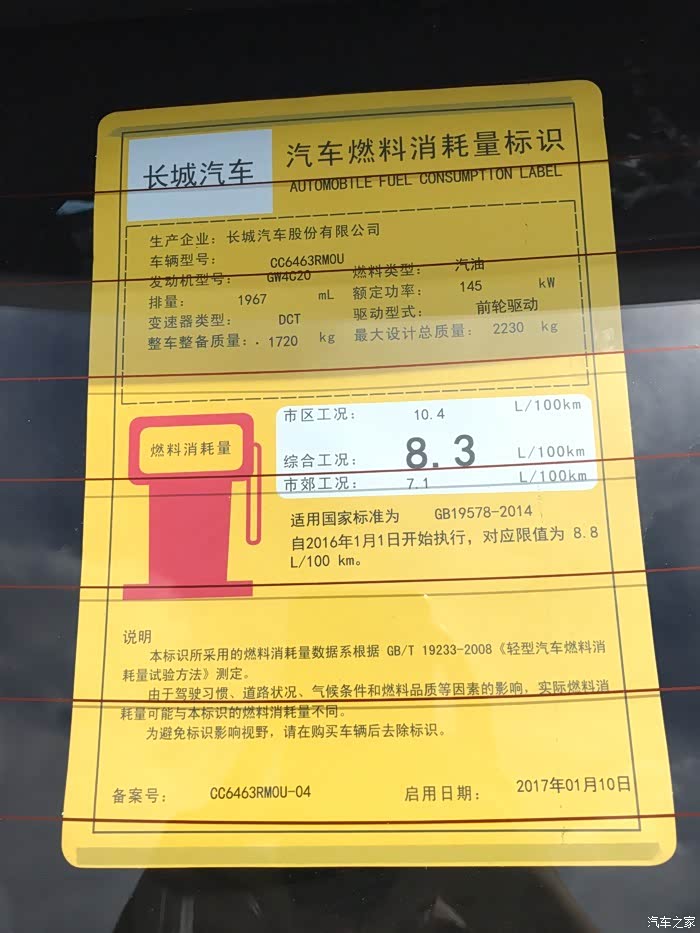 长城汽车
汽车燃料消耗量标识
AUTOMOBILE FUEL CONSUMPTION LABEL
生产企业：长城汽车股份有限公司
车辆型号： CC6463RM0U
发动机型号： GW4C20 燃料类型： 汽油
排量： 1967 mL 额定功率： 145 kW
变速器类型： DCT 驱动型式： 前轮驱动
整车整备质量： 1720 kg 最大设计总质量： 2230 kg
燃料消耗量
市区工况： 10.4 L/100km
综合工况： 8.3 L/100km
市郊工况： 7.1 L/100km
适用国家标准为 GB19578-2014
自2016年1月1日开始执行，对应限值为 8.8
L/100 km。
说明
本标识所采用的燃料消耗量数据系根据 GB/T 19233-2008《轻型汽车燃料消
耗量试验方法》测定。
由于驾驶习惯、道路状况、气候条件和燃料品质等因素的影响，实际燃料消
耗量可能与本标识的燃料消耗量不同。
为避免标识影响视野，请在购买车辆后去除标识。
备案号： CC6463RM0U-04 启用日期： 2017年01月10日
汽车之家